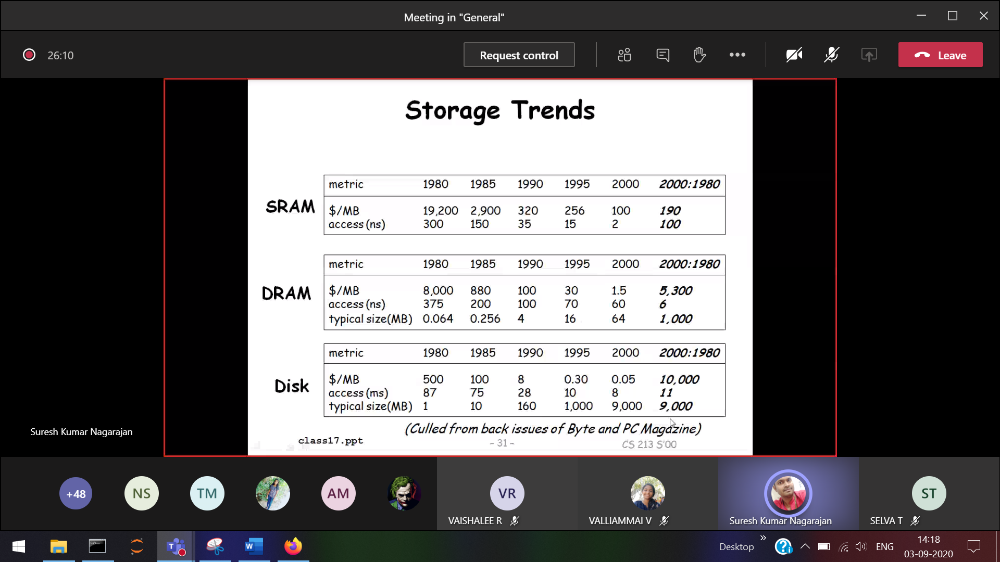 Meeting in "General"
26:10
Request control
Leave
Storage Trends
SRAM
metric 1980 1985 1990 1995 2000 2000:1980
$/MB 19,200 2,900 320 256 100 190
access (ns) 300 150 35 15 2 100
DRAM
metric 1980 1985 1990 1995 2000 2000:1980
$/MB 8,000 880 100 30 1.5 5,300
access (ns) 375 200 100 70 60 6
typical size(MB) 0.064 0.256 4 16 64 1,000
Disk
metric 1980 1985 1990 1995 2000 2000:1980
$/MB 500 100 8 0.30 0.05 10,000
access (ms) 87 75 28 10 8 11
typical size(MB) 1 10 160 1,000 9,000 9,000
(Culled from back issues of Byte and PC Magazine)
class17.ppt
- 31 -
CS 213 S'00
Suresh Kumar Nagarajan
+48
NS
TM
AM
VR
ST
VAISHALEE R
VALLIAMMAI V
Suresh Kumar Nagarajan
SELVA T
Desktop
ENG
14:18
03-09-2020